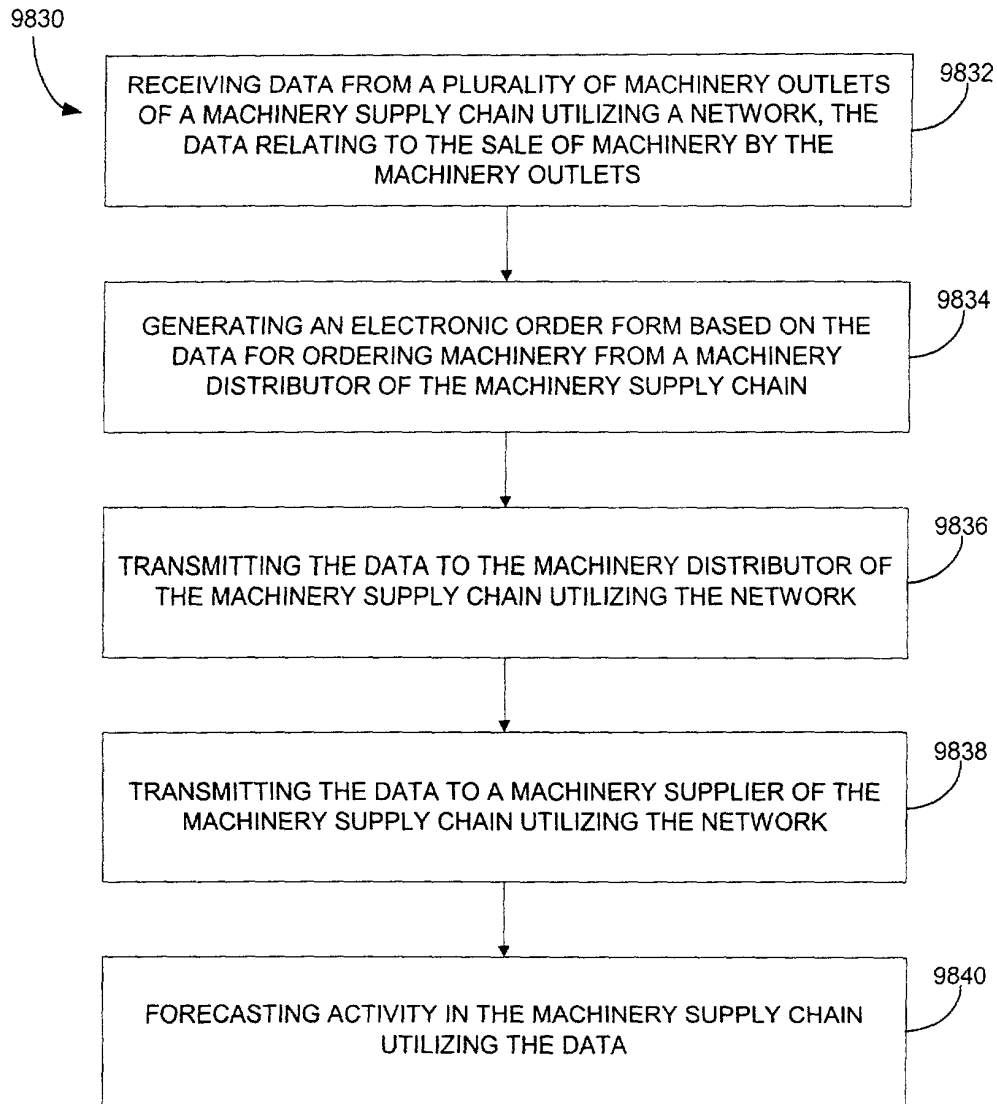 9830
RECEIVING DATA FROM A PLURALITY OF MACHINERY OUTLETS
OF A MACHINERY SUPPLY CHAIN UTILIZING A NETWORK, THE
DATA RELATING TO THE SALE OF MACHINERY BY THE
MACHINERY OUTLETS
9832
GENERATING AN ELECTRONIC ORDER FORM BASED ON THE
DATA FOR ORDERING MACHINERY FROM A MACHINERY
DISTRIBUTOR OF THE MACHINERY SUPPLY CHAIN
9834
TRANSMITTING THE DATA TO THE MACHINERY DISTRIBUTOR OF
THE MACHINERY SUPPLY CHAIN UTILIZING THE NETWORK
9836
TRANSMITTING THE DATA TO A MACHINERY SUPPLIER OF THE
MACHINERY SUPPLY CHAIN UTILIZING THE NETWORK
9838
FORECASTING ACTIVITY IN THE MACHINERY SUPPLY CHAIN
UTILIZING THE DATA
9840